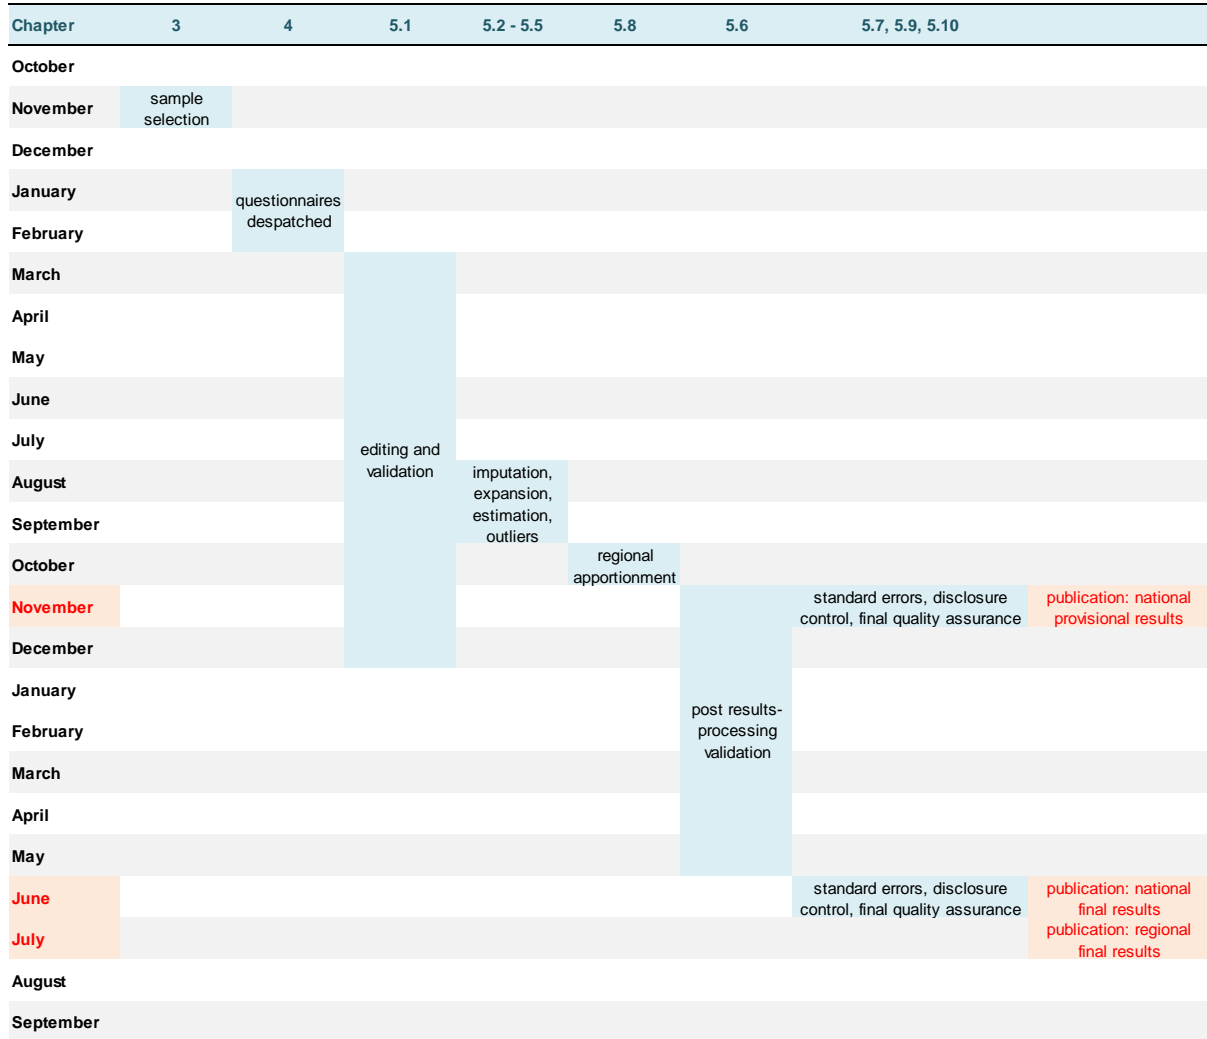 Chapter 3 4 5.1 5.2 - 5.5 5.8 5.6 5.7, 5.9, 5.10
October
November
sample
selection
December
January
questionnaires
despatched
February
March
April
May
June
July
editing and
validation
August
imputation,
expansion,
estimation,
outliers
September
October
regional
apportionment
November
standard errors, disclosure
control, final quality assurance
publication: national
provisional results
December
January
post results-
processing
validation
February
March
April
May
June
standard errors, disclosure
control, final quality assurance
publication: national
final results
July
publication: regional
final results
August
September